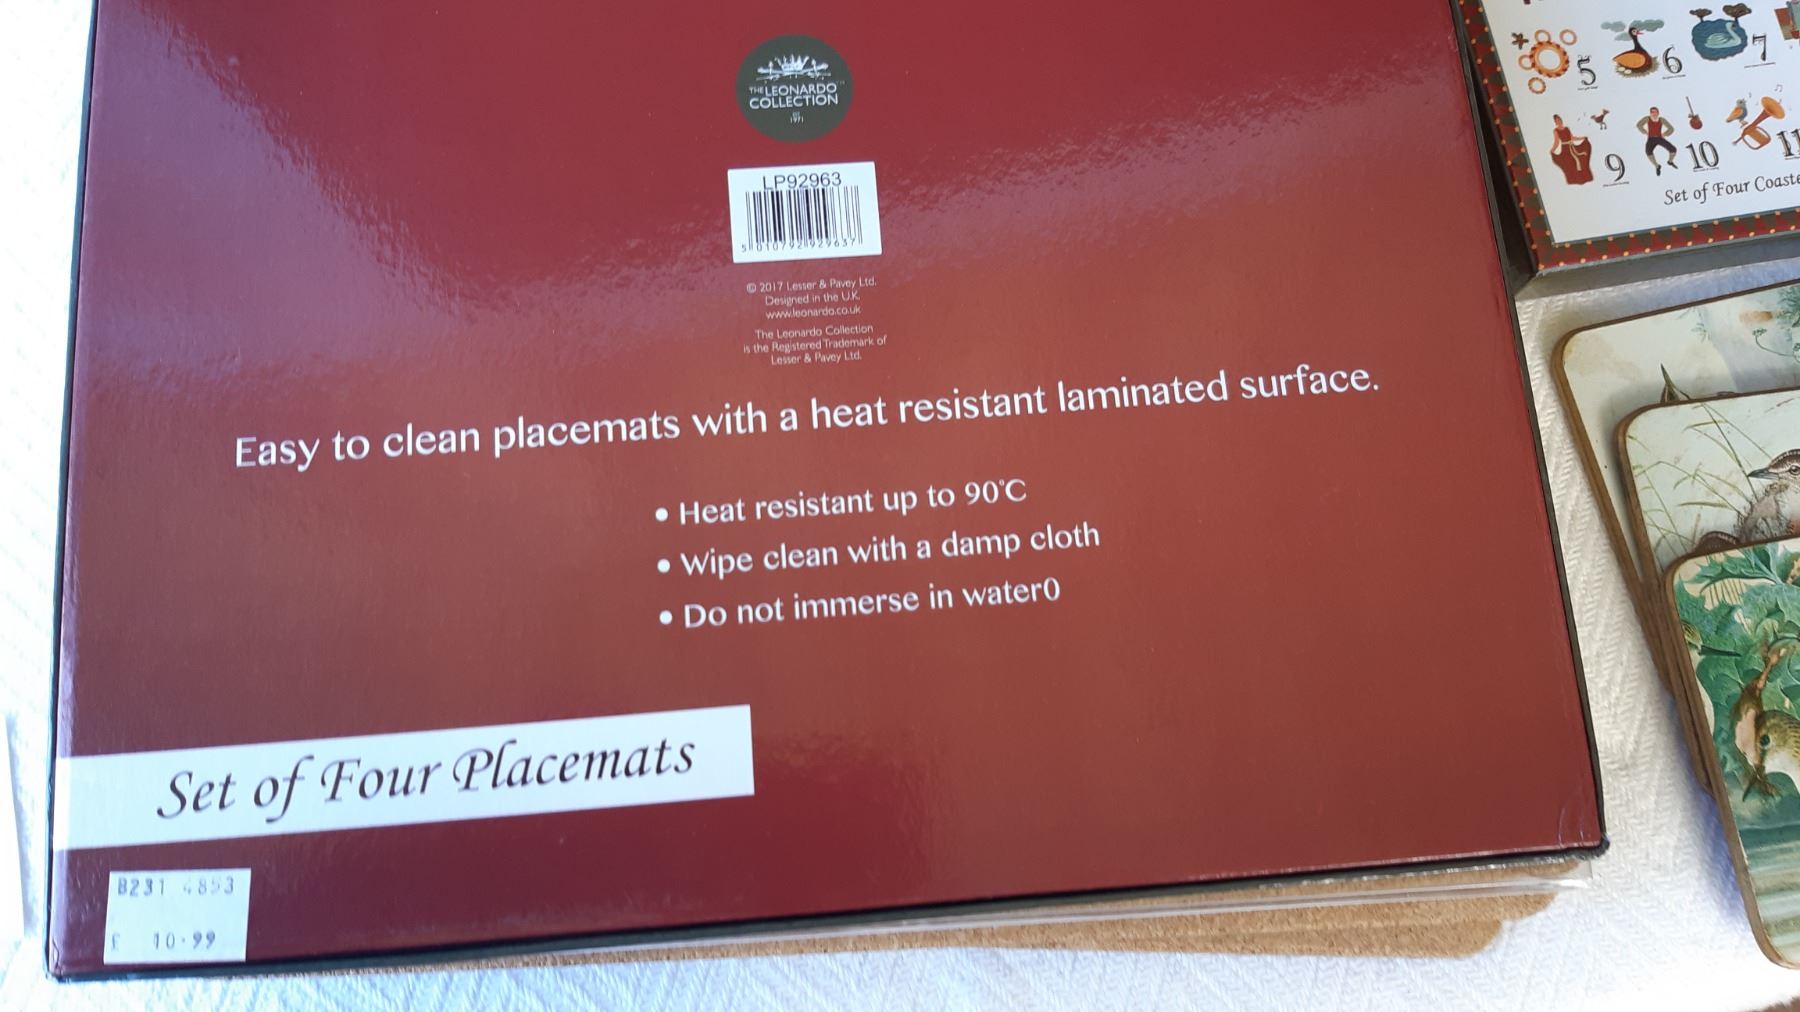 THE LEONARDO
COLLECTION
EST
1971
LP92963
5 010792 929637
© 2017 Lesser & Pavey Ltd.
Designed in the U.K.
www.leonardo.co.uk
The Leonardo Collection
is the Registered Trademark of
Lesser & Pavey Ltd.
Easy to clean placemats with a heat resistant laminated surface.
• Heat resistant up to 90°C
• Wipe clean with a damp cloth
• Do not immerse in water0
Set of Four Placemats
B231 4853
£ 10.99
5 6 7
9 10 11
Set of Four